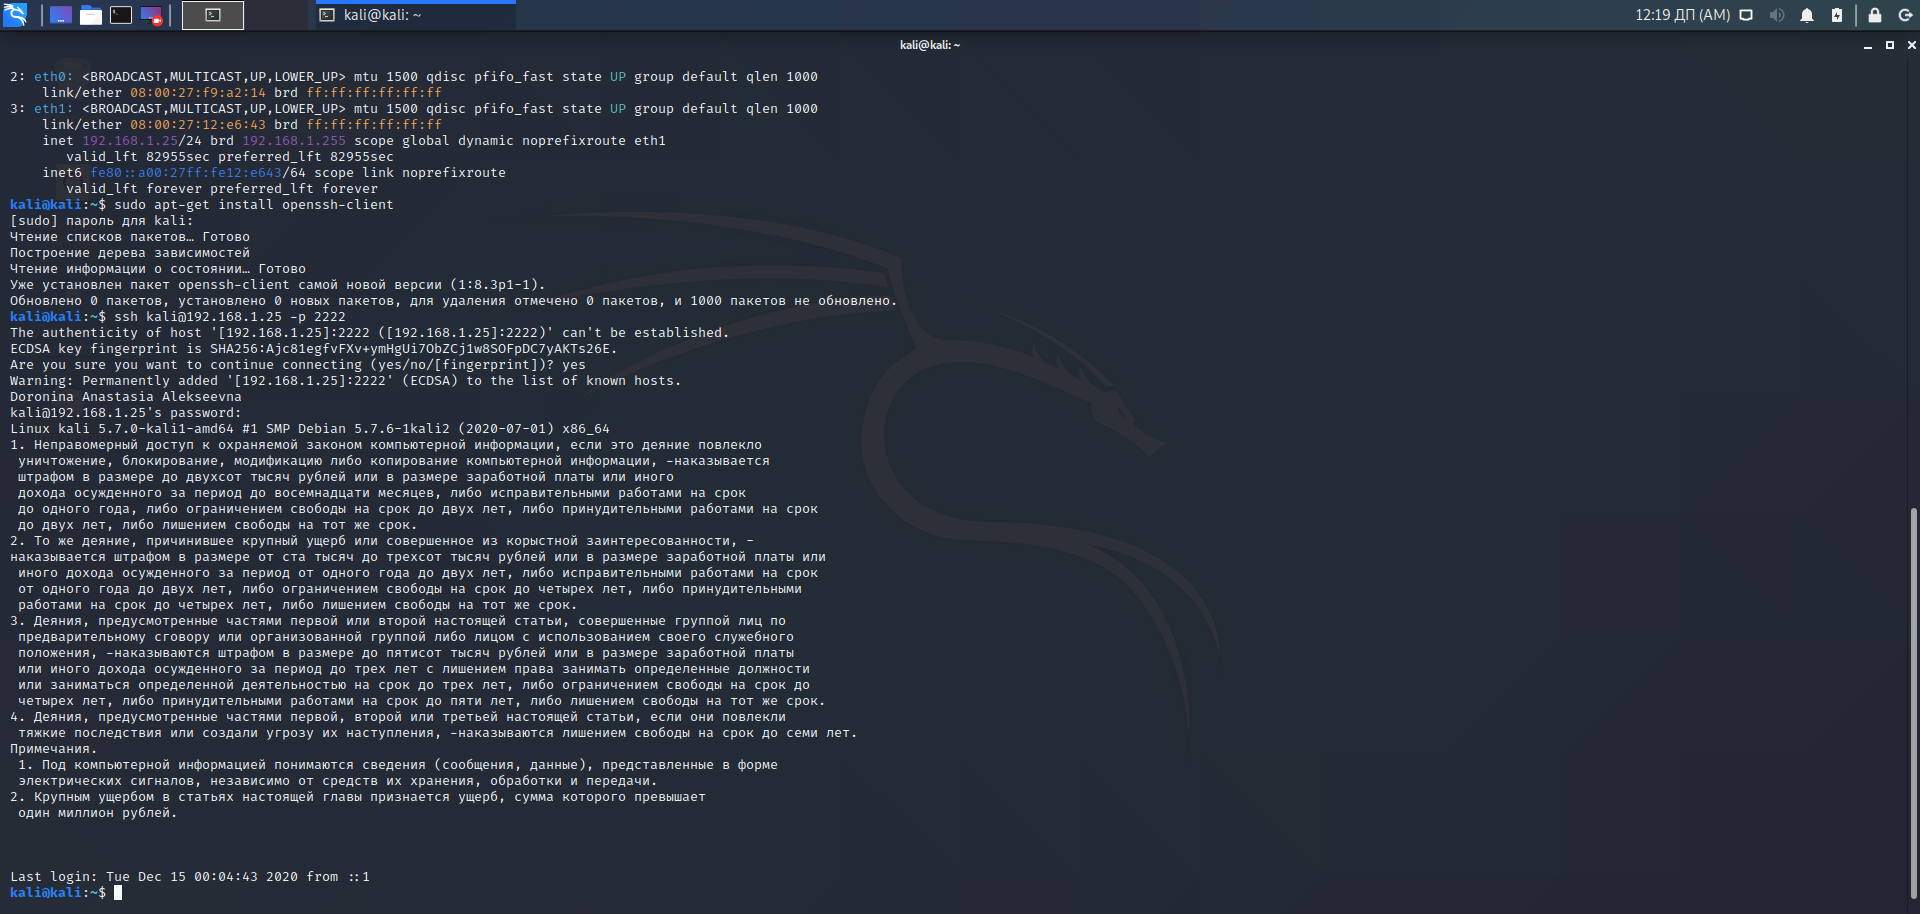 kali@kali: ~
12:19 ДП (AM)
kali@kali: ~
2: eth0: <BROADCAST,MULTICAST,UP,LOWER_UP> mtu 1500 qdisc pfifo_fast state UP group default qlen 1000
link/ether 08:00:27:f9:a2:14 brd ff:ff:ff:ff:ff:ff
3: eth1: <BROADCAST,MULTICAST,UP,LOWER_UP> mtu 1500 qdisc pfifo_fast state UP group default qlen 1000
link/ether 08:00:27:12:e6:43 brd ff:ff:ff:ff:ff:ff
inet 192.168.1.25/24 brd 192.168.1.255 scope global dynamic noprefixroute eth1
valid_lft 82955sec preferred_lft 82955sec
inet6 fe80::a00:27ff:fe12:e643/64 scope link noprefixroute
valid_lft forever preferred_lft forever
kali@kali:~$ sudo apt-get install openssh-client
[sudo] пароль для kali:
Чтение списков пакетов… Готово
Построение дерева зависимостей
Чтение информации о состоянии… Готово
Уже установлен пакет openssh-client самой новой версии (1:8.3p1-1).
Обновлено 0 пакетов, установлено 0 новых пакетов, для удаления отмечено 0 пакетов, и 1000 пакетов не обновлено.
kali@kali:~$ ssh kali@192.168.1.25 -p 2222
The authenticity of host '[192.168.1.25]:2222 ([192.168.1.25]:2222)' can't be established.
ECDSA key fingerprint is SHA256:Ajc81egfvFXv+ymHgUi7ObZCj1w8SOFpDC7yAKTs26E.
Are you sure you want to continue connecting (yes/no/[fingerprint])? yes
Warning: Permanently added '[192.168.1.25]:2222' (ECDSA) to the list of known hosts.
Doronina Anastasia Alekseevna
kali@192.168.1.25's password:
Linux kali 5.7.0-kali1-amd64 #1 SMP Debian 5.7.6-1kali2 (2020-07-01) x86_64
1. Неправомерный доступ к охраняемой законом компьютерной информации, если это деяние повлекло
уничтожение, блокирование, модификацию либо копирование компьютерной информации, -наказывается
штрафом в размере до двухсот тысяч рублей или в размере заработной платы или иного
дохода осужденного за период до восемнадцати месяцев, либо исправительными работами на срок
до одного года, либо ограничением свободы на срок до двух лет, либо принудительными работами на срок
до двух лет, либо лишением свободы на тот же срок.
2. То же деяние, причинившее крупный ущерб или совершенное из корыстной заинтересованности, -
наказывается штрафом в размере от ста тысяч до трехсот тысяч рублей или в размере заработной платы или
иного дохода осужденного за период от одного года до двух лет, либо исправительными работами на срок
от одного года до двух лет, либо ограничением свободы на срок до четырех лет, либо принудительными
работами на срок до четырех лет, либо лишением свободы на тот же срок.
3. Деяния, предусмотренные частями первой или второй настоящей статьи, совершенные группой лиц по
предварительному сговору или организованной группой либо лицом с использованием своего служебного
положения, -наказываются штрафом в размере до пятисот тысяч рублей или в размере заработной платы
или иного дохода осужденного за период до трех лет с лишением права занимать определенные должности
или заниматься определенной деятельностью на срок до трех лет, либо ограничением свободы на срок до
четырех лет, либо принудительными работами на срок до пяти лет, либо лишением свободы на тот же срок.
4. Деяния, предусмотренные частями первой, второй или третьей настоящей статьи, если они повлекли
тяжкие последствия или создали угрозу их наступления, -наказываются лишением свободы на срок до семи лет.
Примечания.
1. Под компьютерной информацией понимаются сведения (сообщения, данные), представленные в форме
электрических сигналов, независимо от средств их хранения, обработки и передачи.
2. Крупным ущербом в статьях настоящей главы признается ущерб, сумма которого превышает
один миллион рублей.
Last login: Tue Dec 15 00:04:43 2020 from ::1
kali@kali:~$